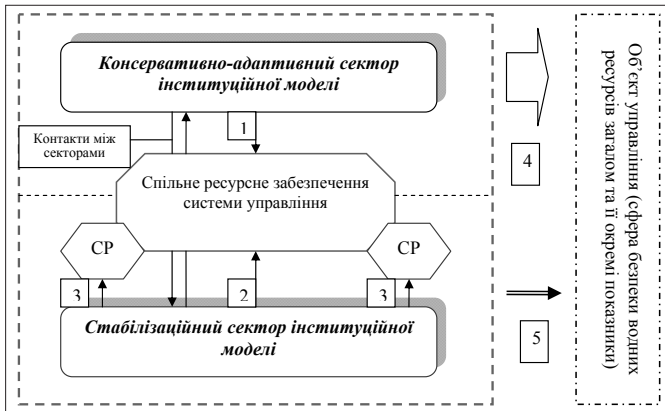 Консервативно-адаптивний сектор
інституційної моделі
Контакти між
секторами
1
4
Спільне ресурсне забезпечення
системи управління
СР
СР
3
2
3
Стабілізаційний сектор інституційної
моделі
5
Об’єкт управління (сфера безпеки водних
ресурсів загалом та її окремі показники)